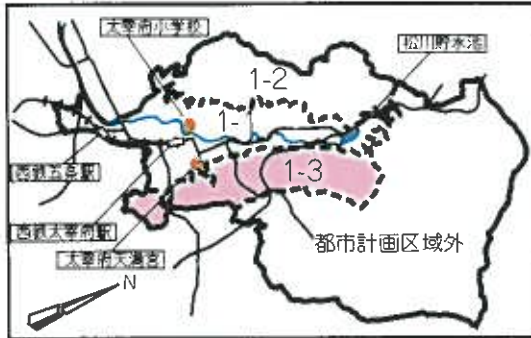 太宰府小学校
松川貯水池
1-2
1-
1-3
西鉄五条駅
西鉄太宰府駅
太宰府天満宮
都市計画区域外
N